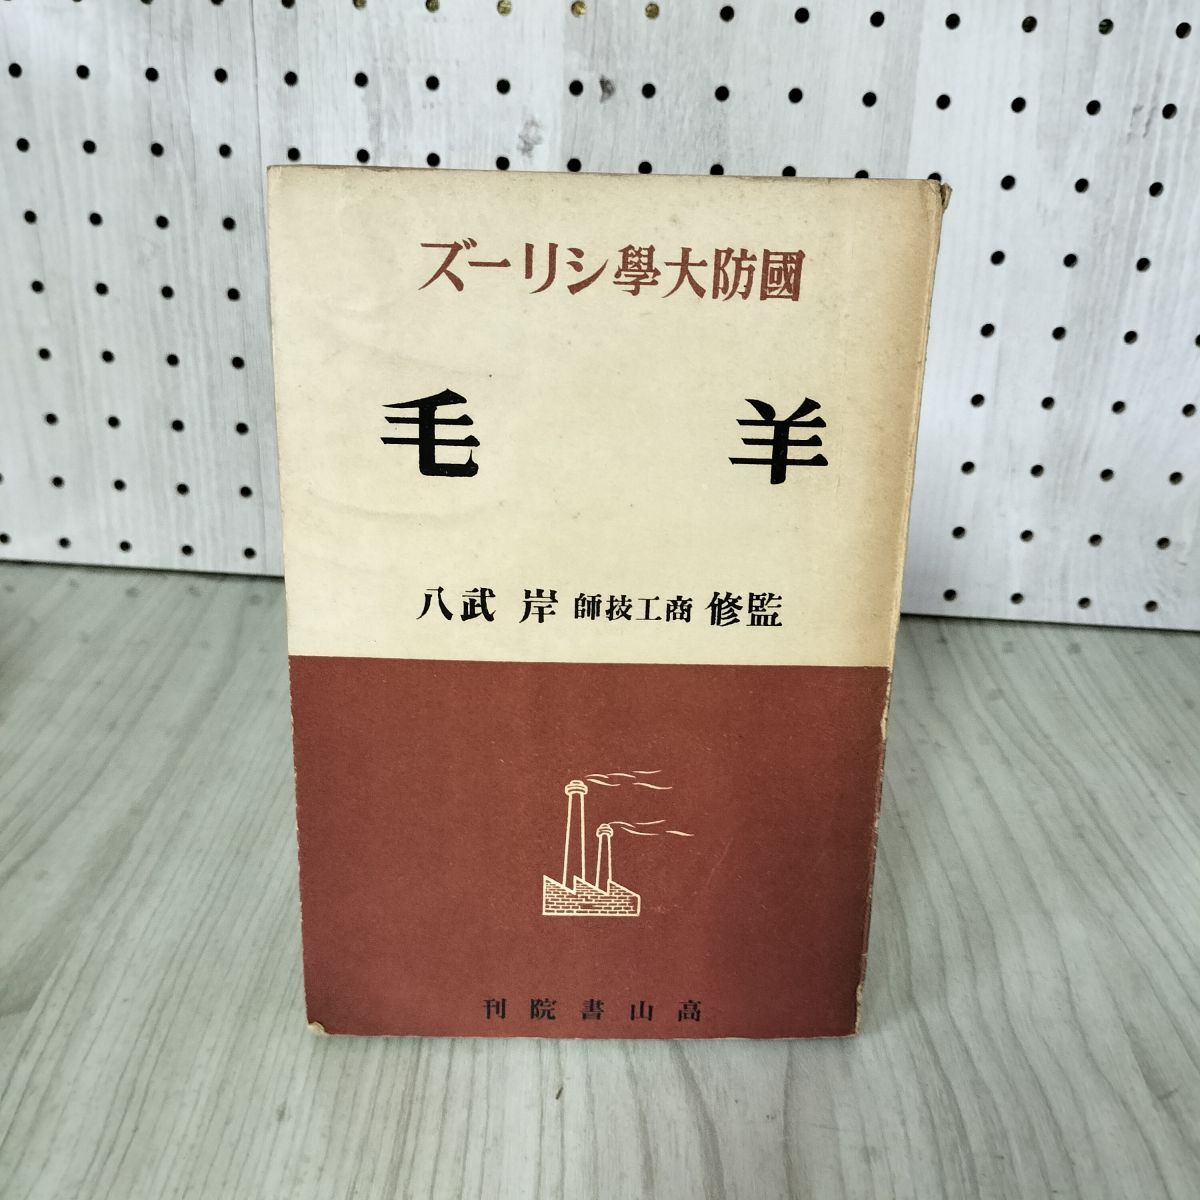 國防大學シリーズ
羊毛
監修 商工技師 岸武八
高山書院刊